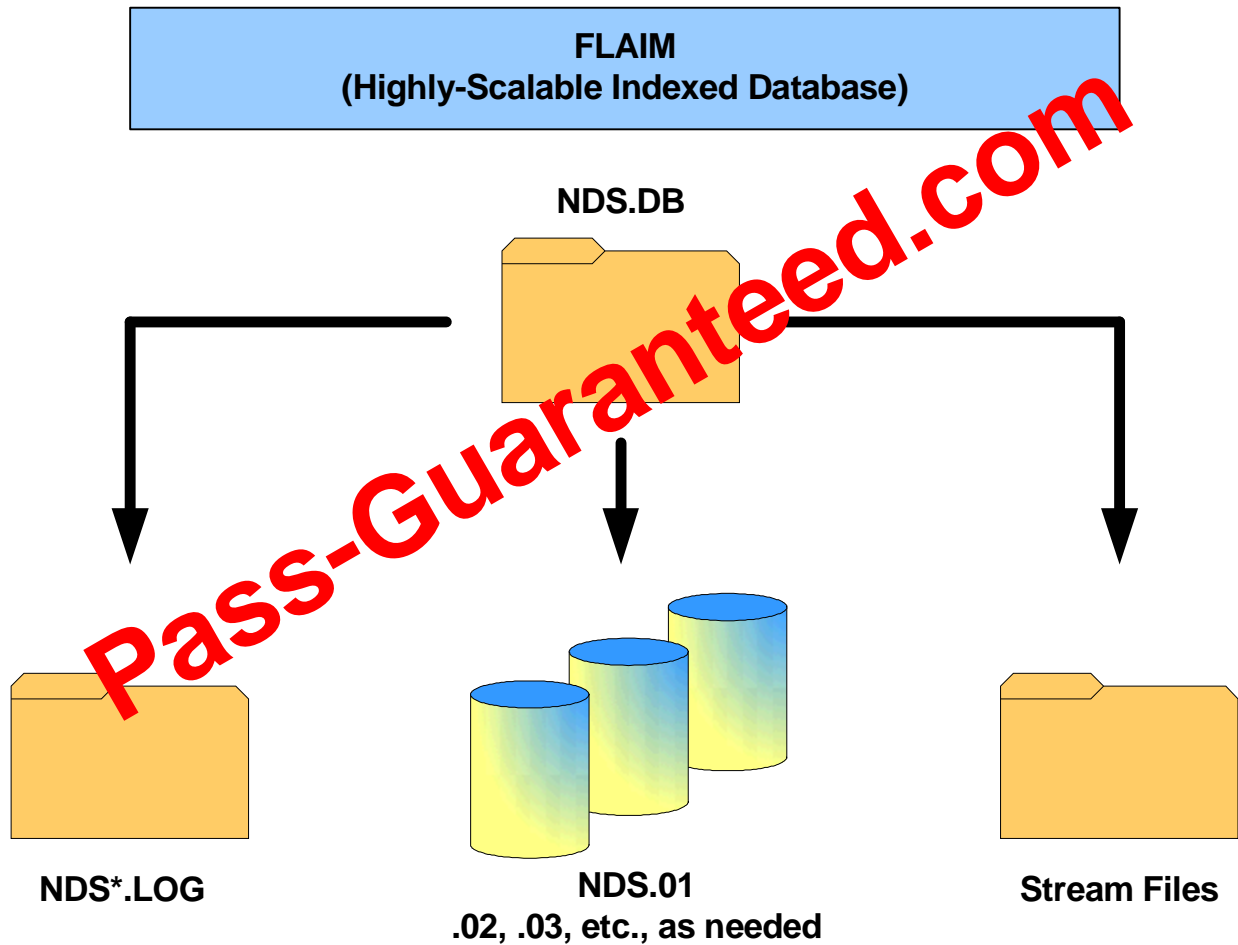 FLAIM
(Highly-Scalable Indexed Database)
NDS.DB
Pass-Guaranteed.com
NDS*.LOG
NDS.01
.02, .03, etc., as needed
Stream Files